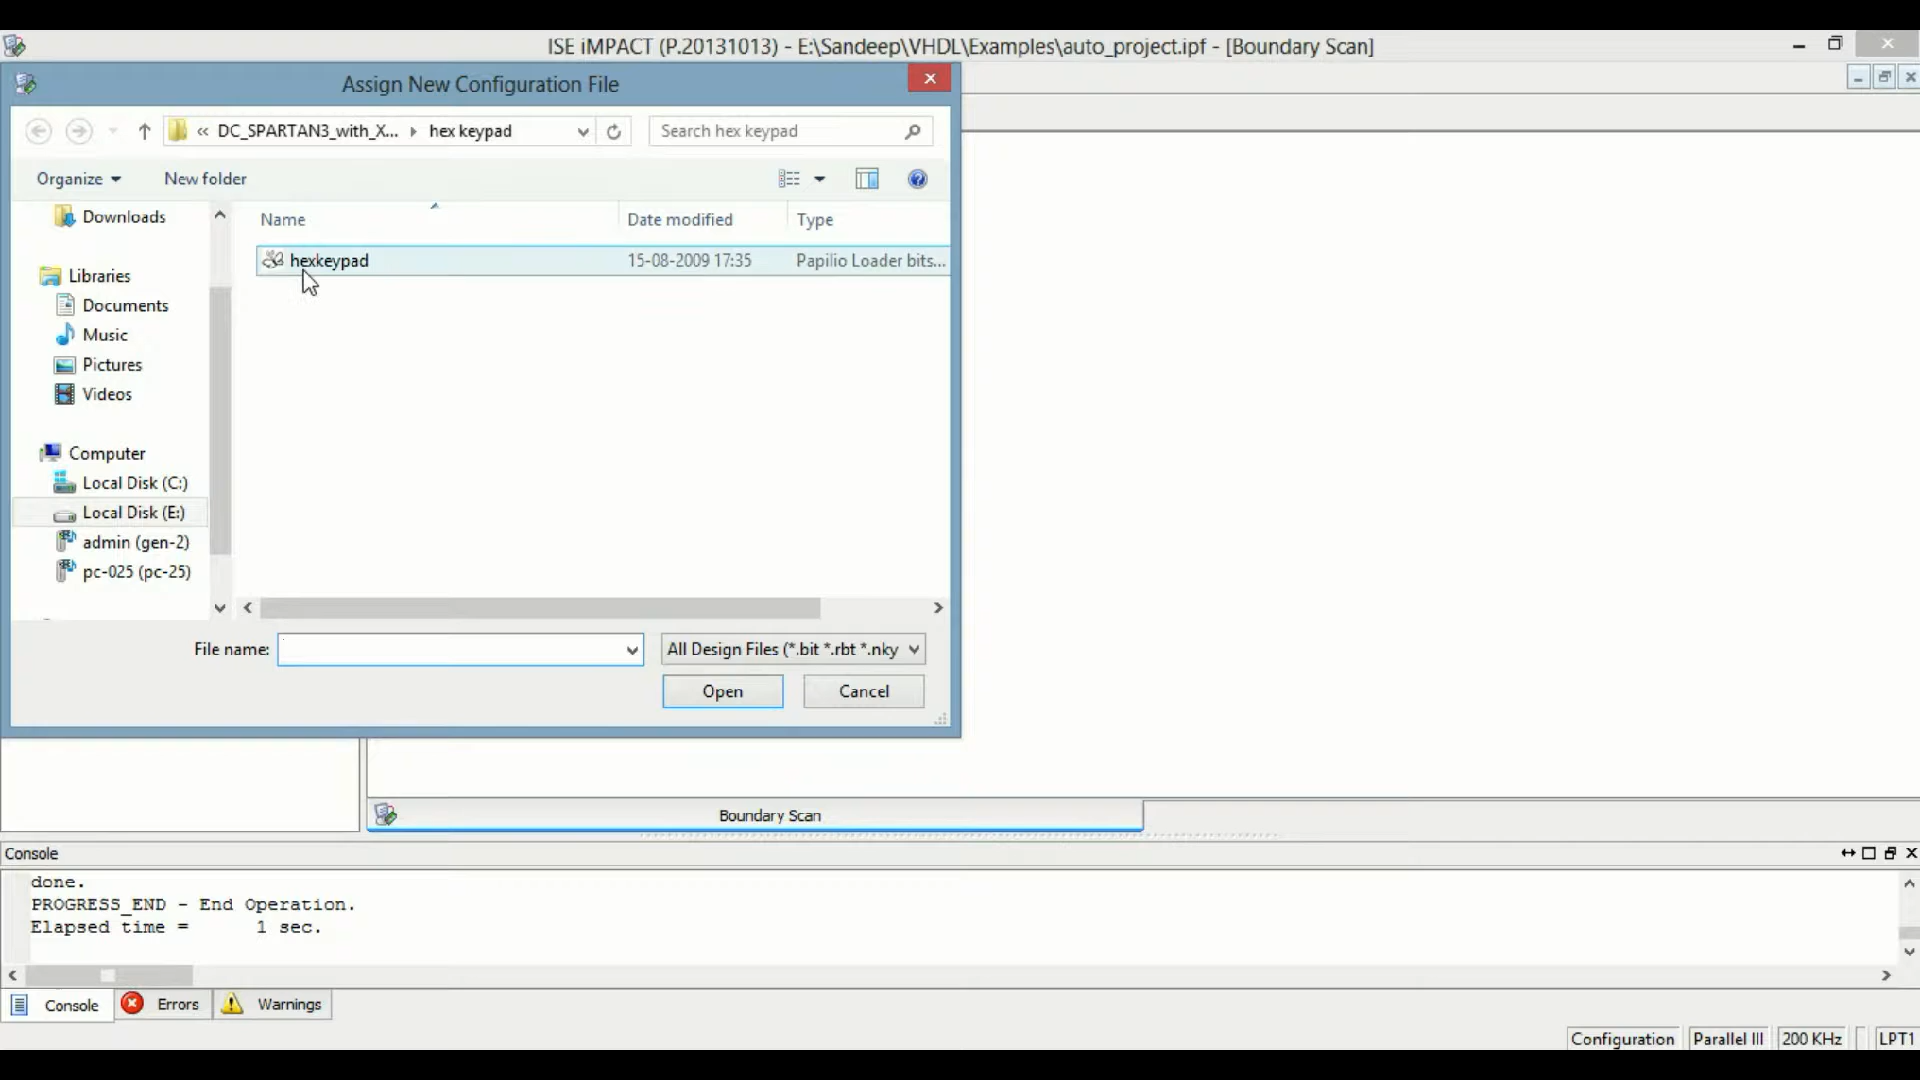 ISE iMPACT (P.20131013) - E:\Sandeep\VHDL\Examples\auto_project.ipf - [Boundary Scan]
Assign New Configuration File
« DC_SPARTAN3_with_X... hex keypad
Search hex keypad
Organize
New folder
Downloads
Libraries
Documents
Music
Pictures
Videos
Computer
Local Disk (C:)
Local Disk (E:)
admin (gen-2)
pc-025 (pc-25)
Name Date modified Type
hexkeypad 15-08-2009 17:35 Papilio Loader bits...
File name:
All Design Files (*.bit *.rbt *.nky
Open
Cancel
Boundary Scan
Console
done.
PROGRESS_END - End Operation.
Elapsed time = 1 sec.
Console
Errors
Warnings
Configuration
Parallel III
200 KHz
LPT1